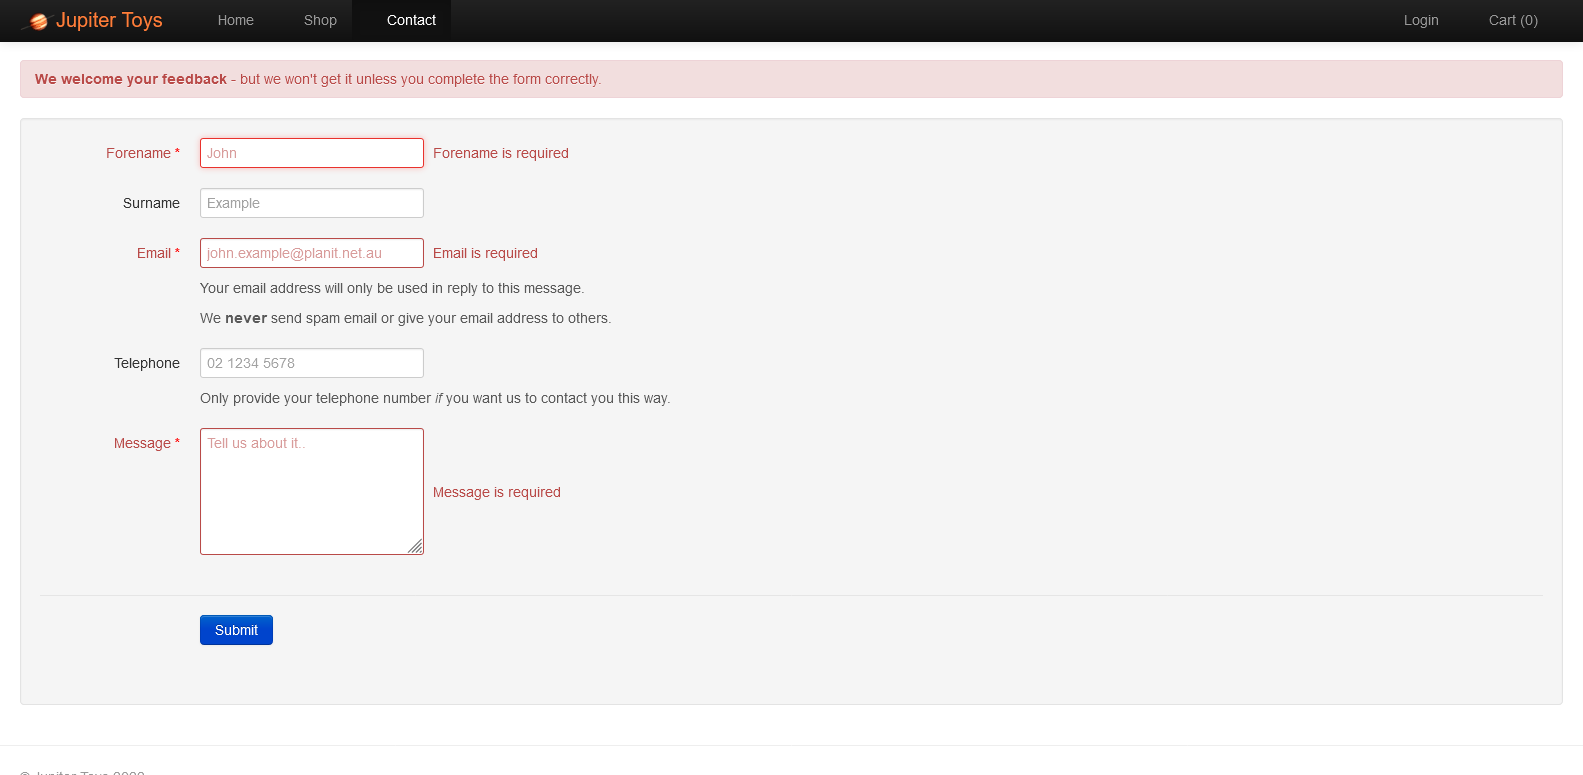 Jupiter Toys Home Shop Contact Login Cart (0)
We welcome your feedback - but we won't get it unless you complete the form correctly.
Forename * John Forename is required
Surname Example
Email * john.example@planit.net.au Email is required
Your email address will only be used in reply to this message.
We never send spam email or give your email address to others.
Telephone 02 1234 5678
Only provide your telephone number if you want us to contact you this way.
Message * Tell us about it..
Message is required
Submit
© Jupiter Toys